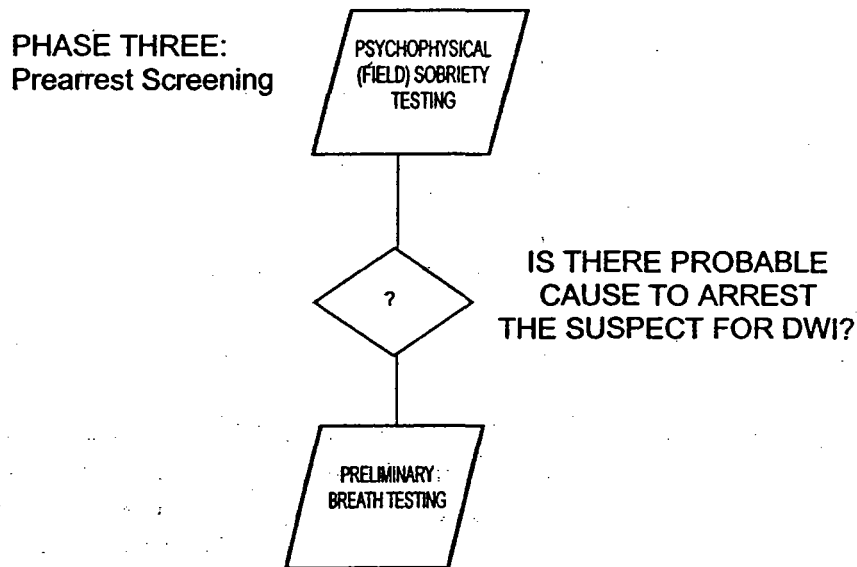 PHASE THREE:
Prearrest Screening
PSYCHOPHYSICAL
(FIELD) SOBRIETY
TESTING
?
IS THERE PROBABLE
CAUSE TO ARREST
THE SUSPECT FOR DWI?
PRELIMINARY
BREATH TESTING